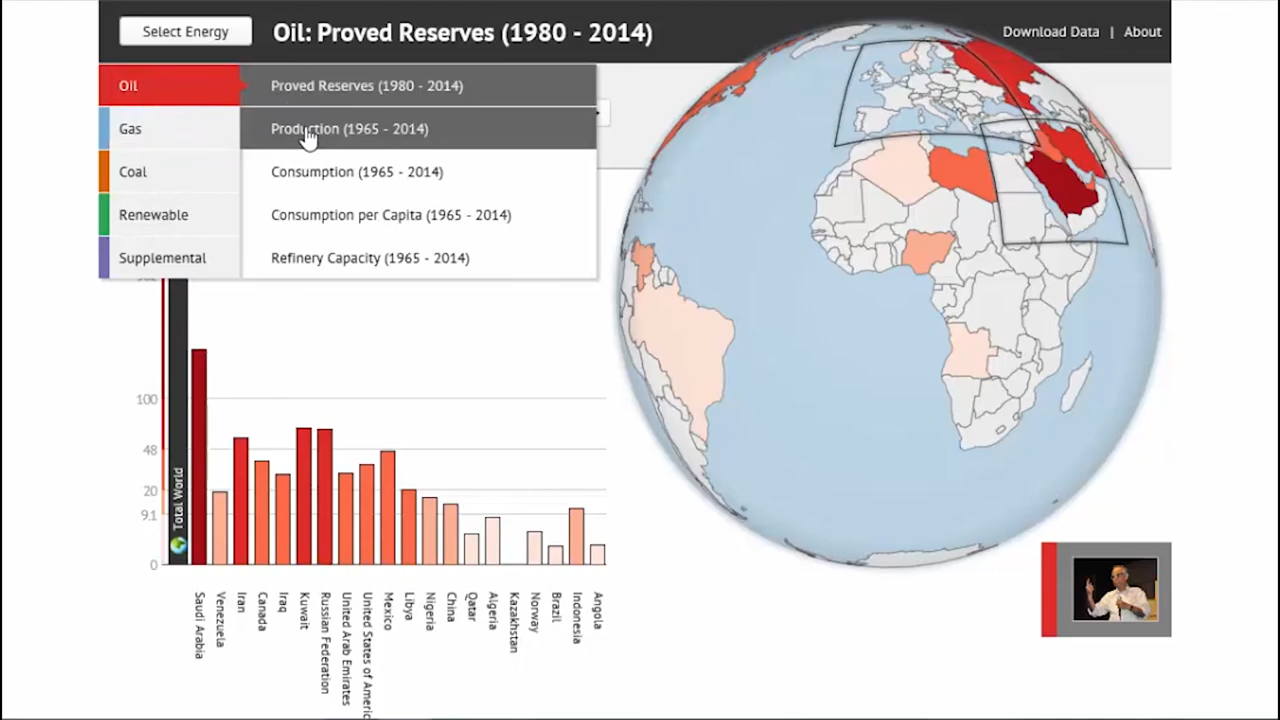 Select Energy
Oil: Proved Reserves (1980 - 2014)
Download Data | About
Oil
Proved Reserves (1980 - 2014)
Gas
Production (1965 - 2014)
Coal
Consumption (1965 - 2014)
Renewable
Consumption per Capita (1965 - 2014)
Supplemental
Refinery Capacity (1965 - 2014)
100
48
20
9.1
0
Total World
Saudi Arabia
Venezuela
Iran
Canada
Iraq
Kuwait
Russian Federation
United Arab Emirates
United States of Americ
Mexico
Libya
Nigeria
China
Qatar
Algeria
Kazakhstan
Norway
Brazil
Indonesia
Angola